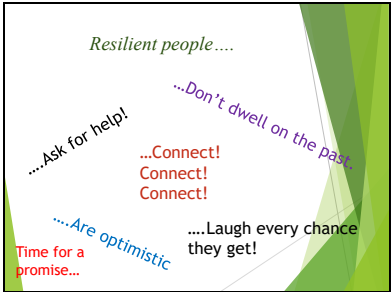 Resilient people….
…Don't dwell on the past.
….Ask for help!
…Connect!
Connect!
Connect!
….Are optimistic
….Laugh every chance
they get!
Time for a
promise…